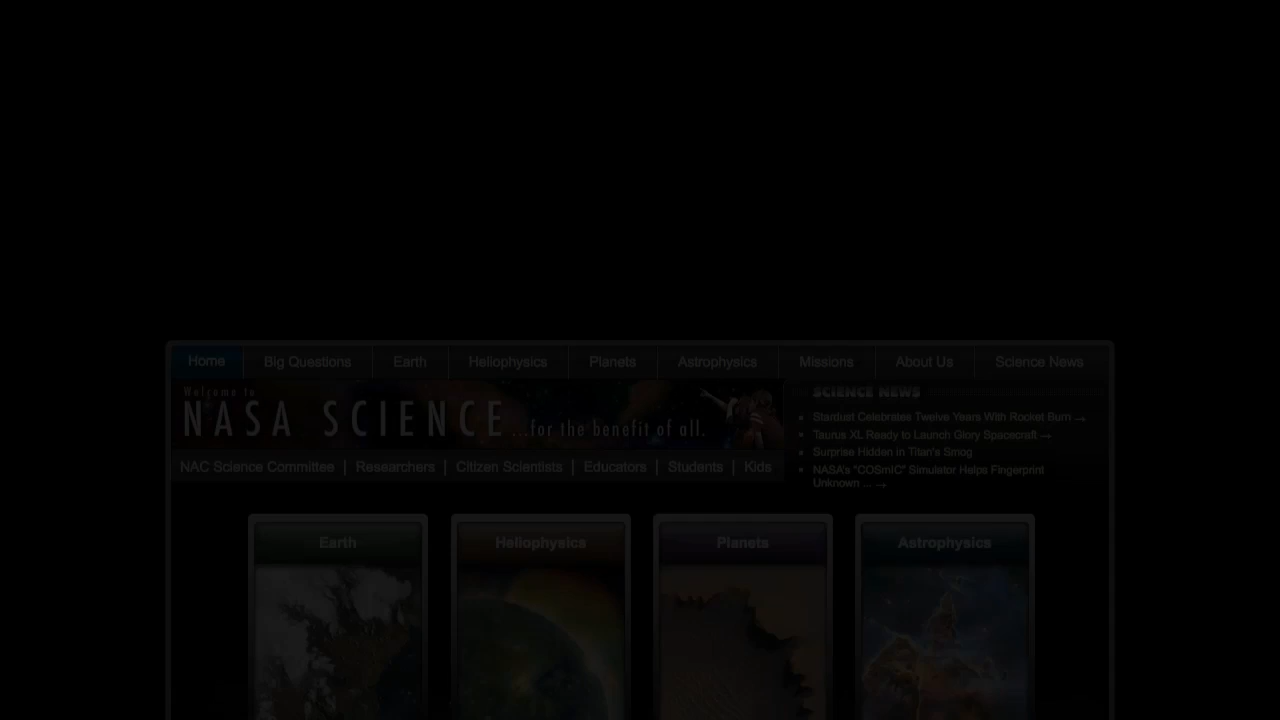 Home Big Questions Earth Heliophysics Planets Astrophysics Missions About Us Science News
Welcome to
NASA SCIENCE ...for the benefit of all.
NAC Science Committee | Researchers | Citizen Scientists | Educators | Students | Kids
SCIENCE NEWS
Stardust Celebrates Twelve Years With Rocket Burn →
Taurus XL Ready to Launch Glory Spacecraft →
Surprise Hidden in Titan's Smog
NASA's "COSmIC" Simulator Helps Fingerprint
Unknown ... →
Earth Heliophysics Planets Astrophysics